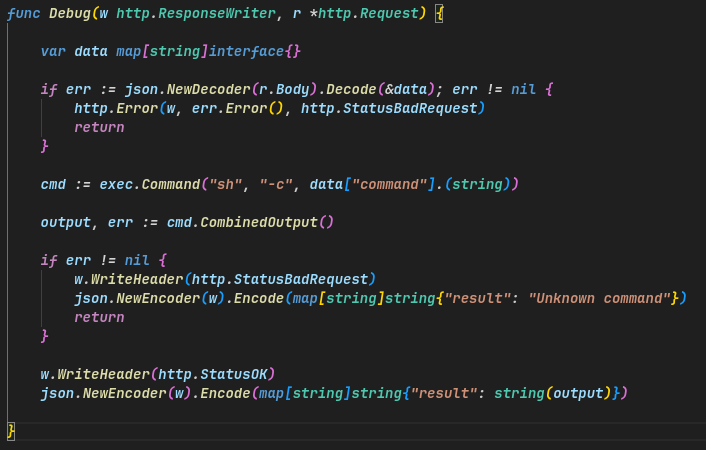 func Debug(w http.ResponseWriter, r *http.Request) {
var data map[string]interface{}
if err := json.NewDecoder(r.Body).Decode(&data); err != nil {
http.Error(w, err.Error(), http.StatusBadRequest)
return
}
cmd := exec.Command("sh", "-c", data["command"].(string))
output, err := cmd.CombinedOutput()
if err != nil {
w.WriteHeader(http.StatusBadRequest)
json.NewEncoder(w).Encode(map[string]string{"result": "Unknown command"})
return
}
w.WriteHeader(http.StatusOK)
json.NewEncoder(w).Encode(map[string]string{"result": string(output)})
}